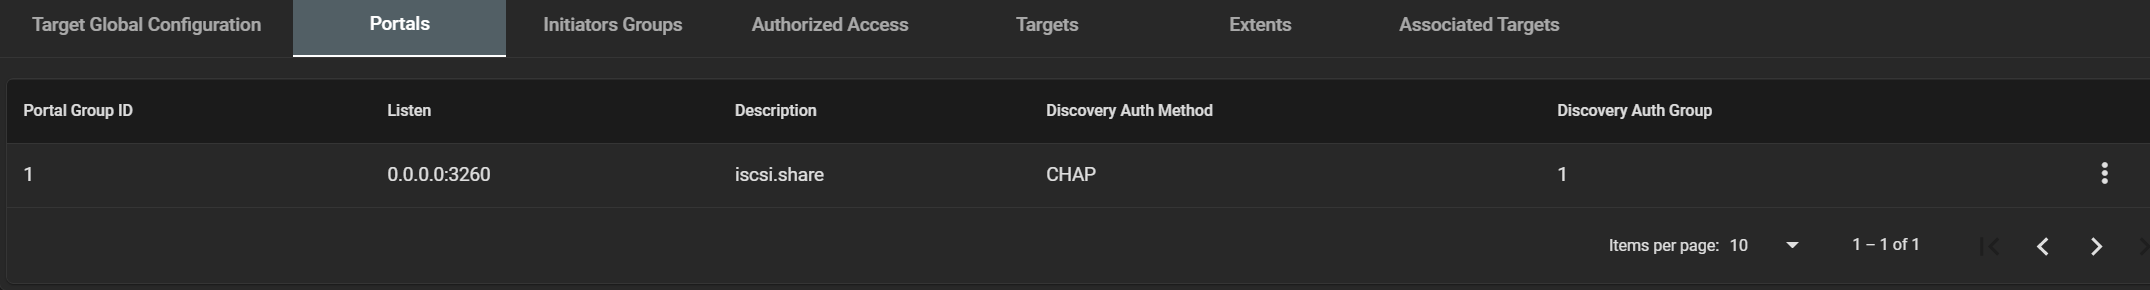 Target Global Configuration Portals Initiators Groups Authorized Access Targets Extents Associated Targets
Portal Group ID Listen Description Discovery Auth Method Discovery Auth Group
1 0.0.0.0:3260 iscsi.share CHAP 1
Items per page: 10 1 – 1 of 1